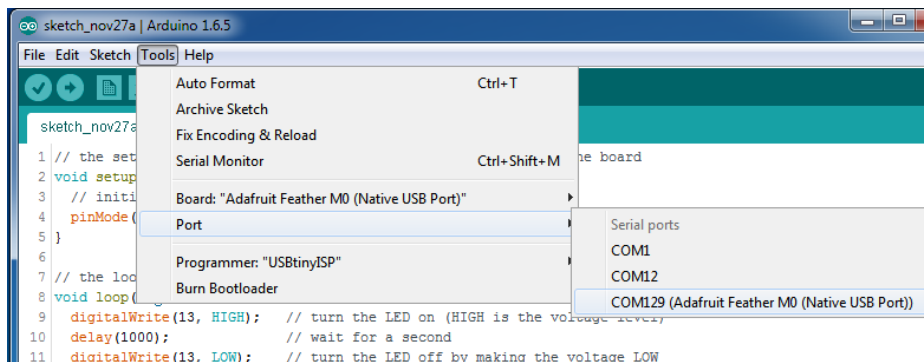 sketch_nov27a | Arduino 1.6.5
File Edit Sketch Tools Help
Auto Format Ctrl+T
Archive Sketch
Fix Encoding & Reload
Serial Monitor Ctrl+Shift+M
Board: "Adafruit Feather M0 (Native USB Port)"
Port
Programmer: "USBtinyISP"
Burn Bootloader
Serial ports
COM1
COM12
COM129 (Adafruit Feather M0 (Native USB Port))
sketch_nov27a
1 // the set he board
2 void setup
3 // initi
4 pinMode(
5 }
6
7 // the loo
8 void loop(
9 digitalWrite(13, HIGH); // turn the LED on (HIGH is the voltage level)
10 delay(1000); // wait for a second
11 digitalWrite(13, LOW); // turn the LED off by making the voltage LOW